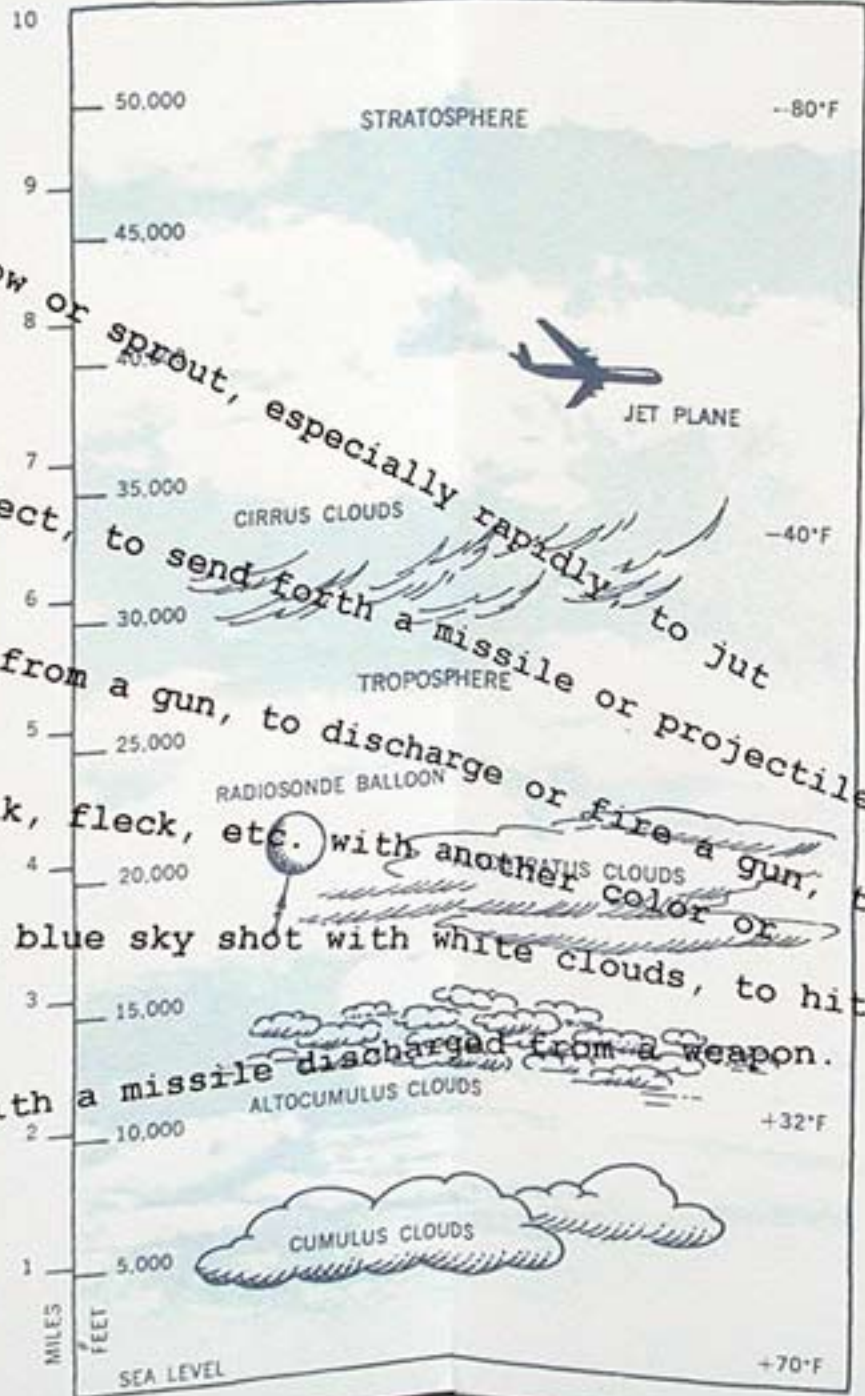 10
50,000
STRATOSPHERE
--80°F
9
45,000
8
or sprout, especially rapidly, to jut
JET PLANE
7
35,000
CIRRUS CLOUDS
-40°F
to send forth a missile or projectile
6
30,000
TROPOSPHERE
from a gun, to discharge or fire a gun,
5
25,000
RADIOSONDE BALLOON
fleck, etc. with another color or
4
20,000
CLOUDS
blue sky shot with white clouds, to hit
3
15,000
a missile discharged from a weapon.
ALTOCUMULUS CLOUDS
2
10,000
+32°F
CUMULUS CLOUDS
1
5,000
MILES
FEET
SEA LEVEL
+70°F